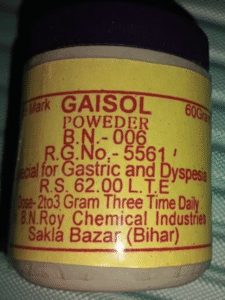 Mark GAISOL 60Gram
POWEDER
B.N.- 006
R.G.No.- 5561
ecial for Gastric and Dyspesia
R.S. 62.00 L.T.E
Dose- 2to3 Gram Three Time Daily
B.N.Roy Chemical Industries
Sakla Bazar (Bihar)